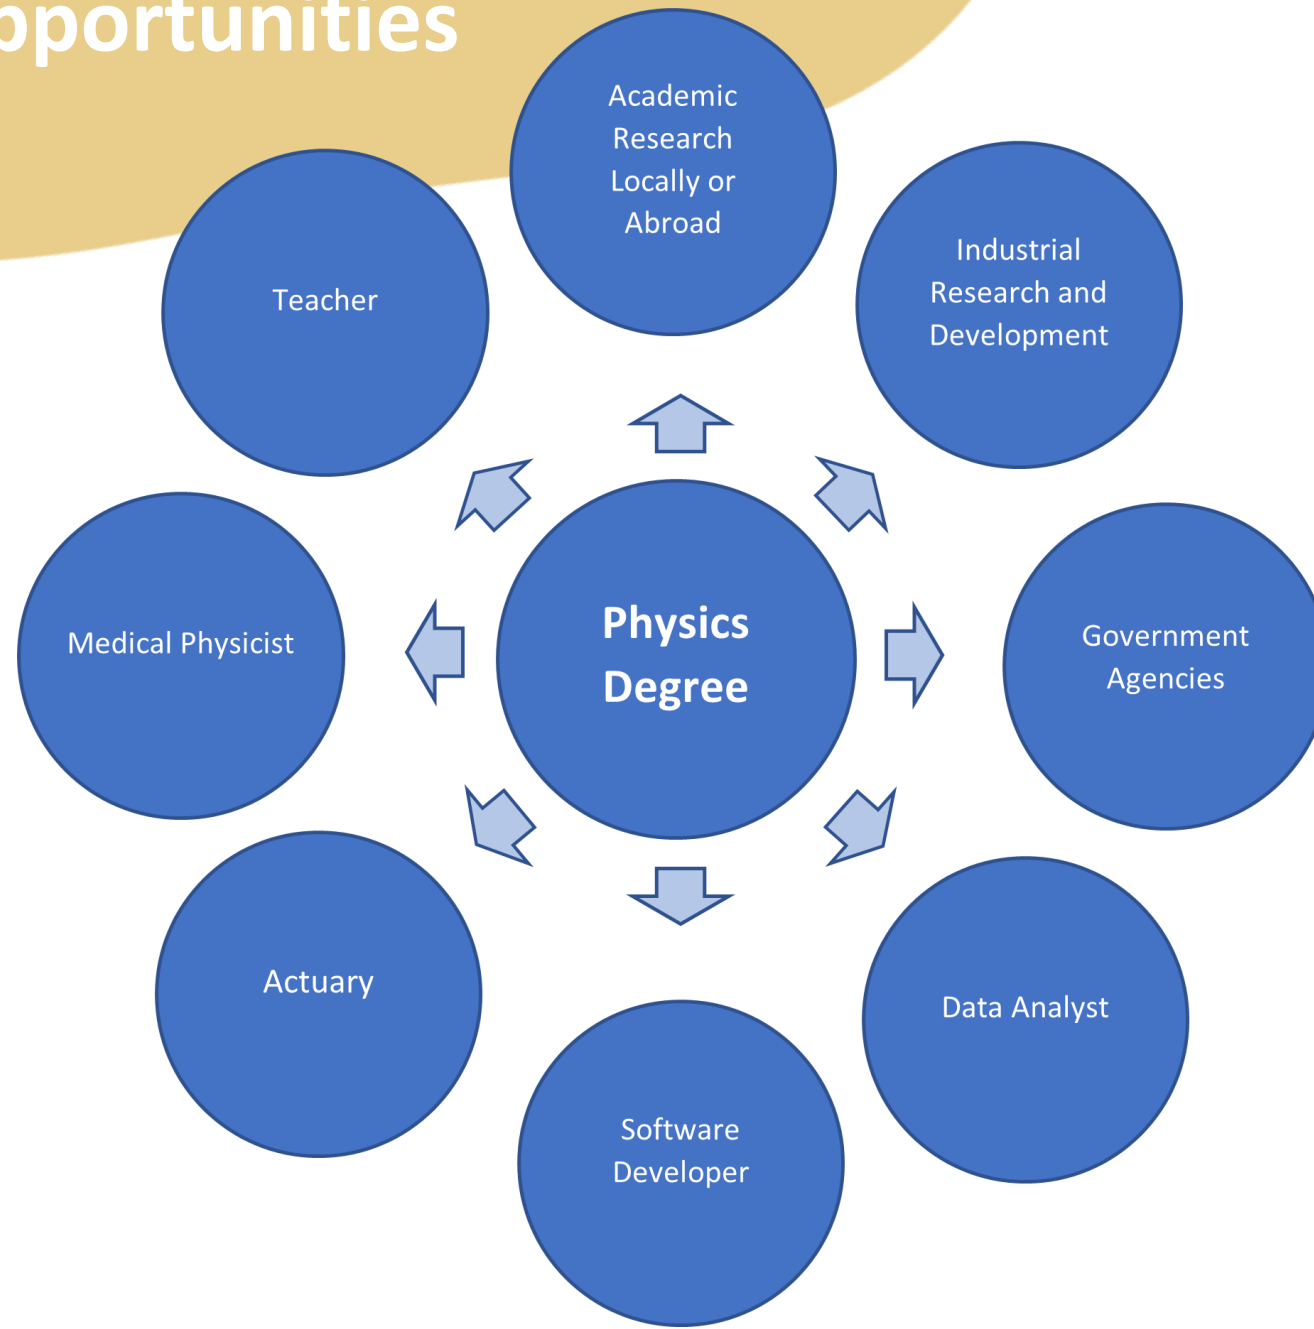 pportunities
Academic
Research
Locally or
Abroad
Industrial
Research and
Development
Teacher
Physics
Degree
Government
Agencies
Medical Physicist
Data Analyst
Actuary
Software
Developer